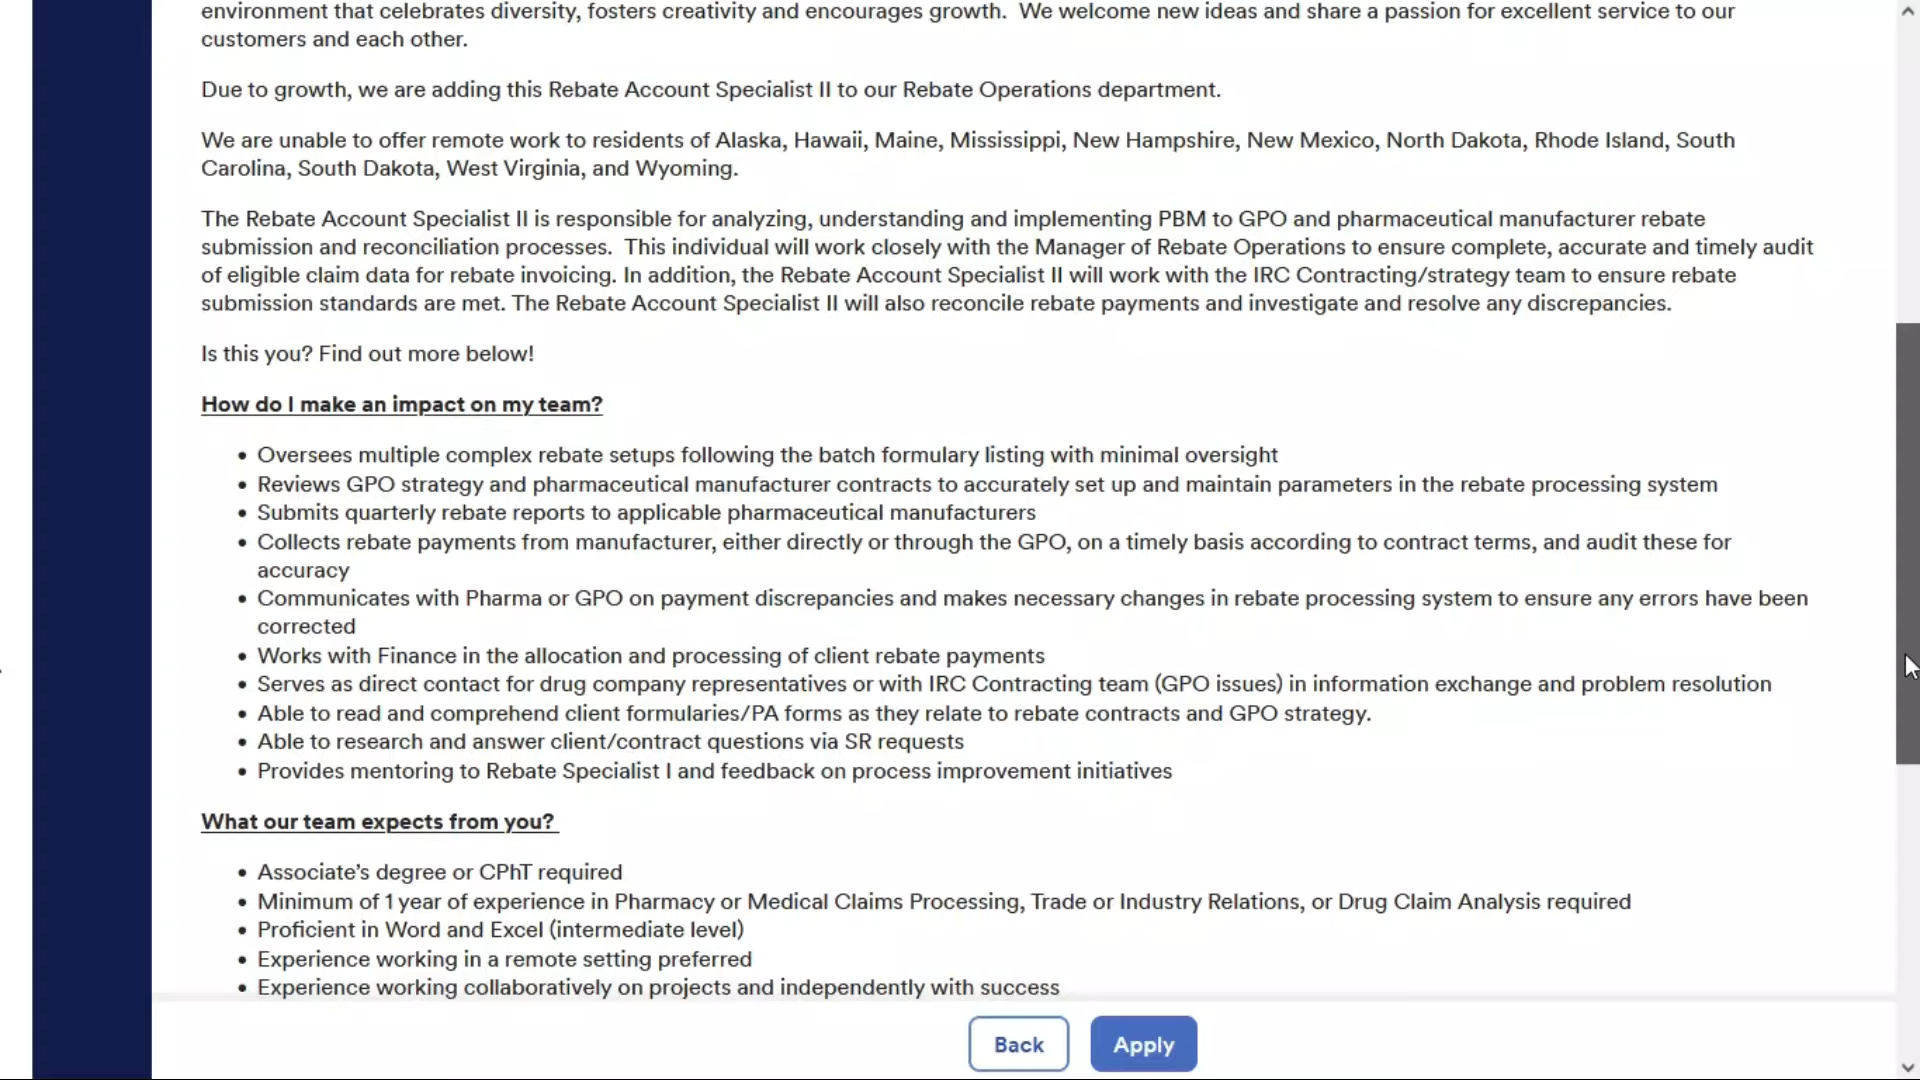 environment that celebrates diversity, fosters creativity and encourages growth.  We welcome new ideas and share a passion for excellent service to our
customers and each other.
Due to growth, we are adding this Rebate Account Specialist II to our Rebate Operations department.
We are unable to offer remote work to residents of Alaska, Hawaii, Maine, Mississippi, New Hampshire, New Mexico, North Dakota, Rhode Island, South
Carolina, South Dakota, West Virginia, and Wyoming.
The Rebate Account Specialist II is responsible for analyzing, understanding and implementing PBM to GPO and pharmaceutical manufacturer rebate
submission and reconciliation processes.  This individual will work closely with the Manager of Rebate Operations to ensure complete, accurate and timely audit
of eligible claim data for rebate invoicing. In addition, the Rebate Account Specialist II will work with the IRC Contracting/strategy team to ensure rebate
submission standards are met. The Rebate Account Specialist II will also reconcile rebate payments and investigate and resolve any discrepancies.
Is this you? Find out more below!
How do I make an impact on my team?
• Oversees multiple complex rebate setups following the batch formulary listing with minimal oversight
• Reviews GPO strategy and pharmaceutical manufacturer contracts to accurately set up and maintain parameters in the rebate processing system
• Submits quarterly rebate reports to applicable pharmaceutical manufacturers
• Collects rebate payments from manufacturer, either directly or through the GPO, on a timely basis according to contract terms, and audit these for
accuracy
• Communicates with Pharma or GPO on payment discrepancies and makes necessary changes in rebate processing system to ensure any errors have been
corrected
• Works with Finance in the allocation and processing of client rebate payments
• Serves as direct contact for drug company representatives or with IRC Contracting team (GPO issues) in information exchange and problem resolution
• Able to read and comprehend client formularies/PA forms as they relate to rebate contracts and GPO strategy.
• Able to research and answer client/contract questions via SR requests
• Provides mentoring to Rebate Specialist I and feedback on process improvement initiatives
What our team expects from you?
• Associate’s degree or CPhT required
• Minimum of 1 year of experience in Pharmacy or Medical Claims Processing, Trade or Industry Relations, or Drug Claim Analysis required
• Proficient in Word and Excel (intermediate level)
• Experience working in a remote setting preferred
• Experience working collaboratively on projects and independently with success
Back
Apply